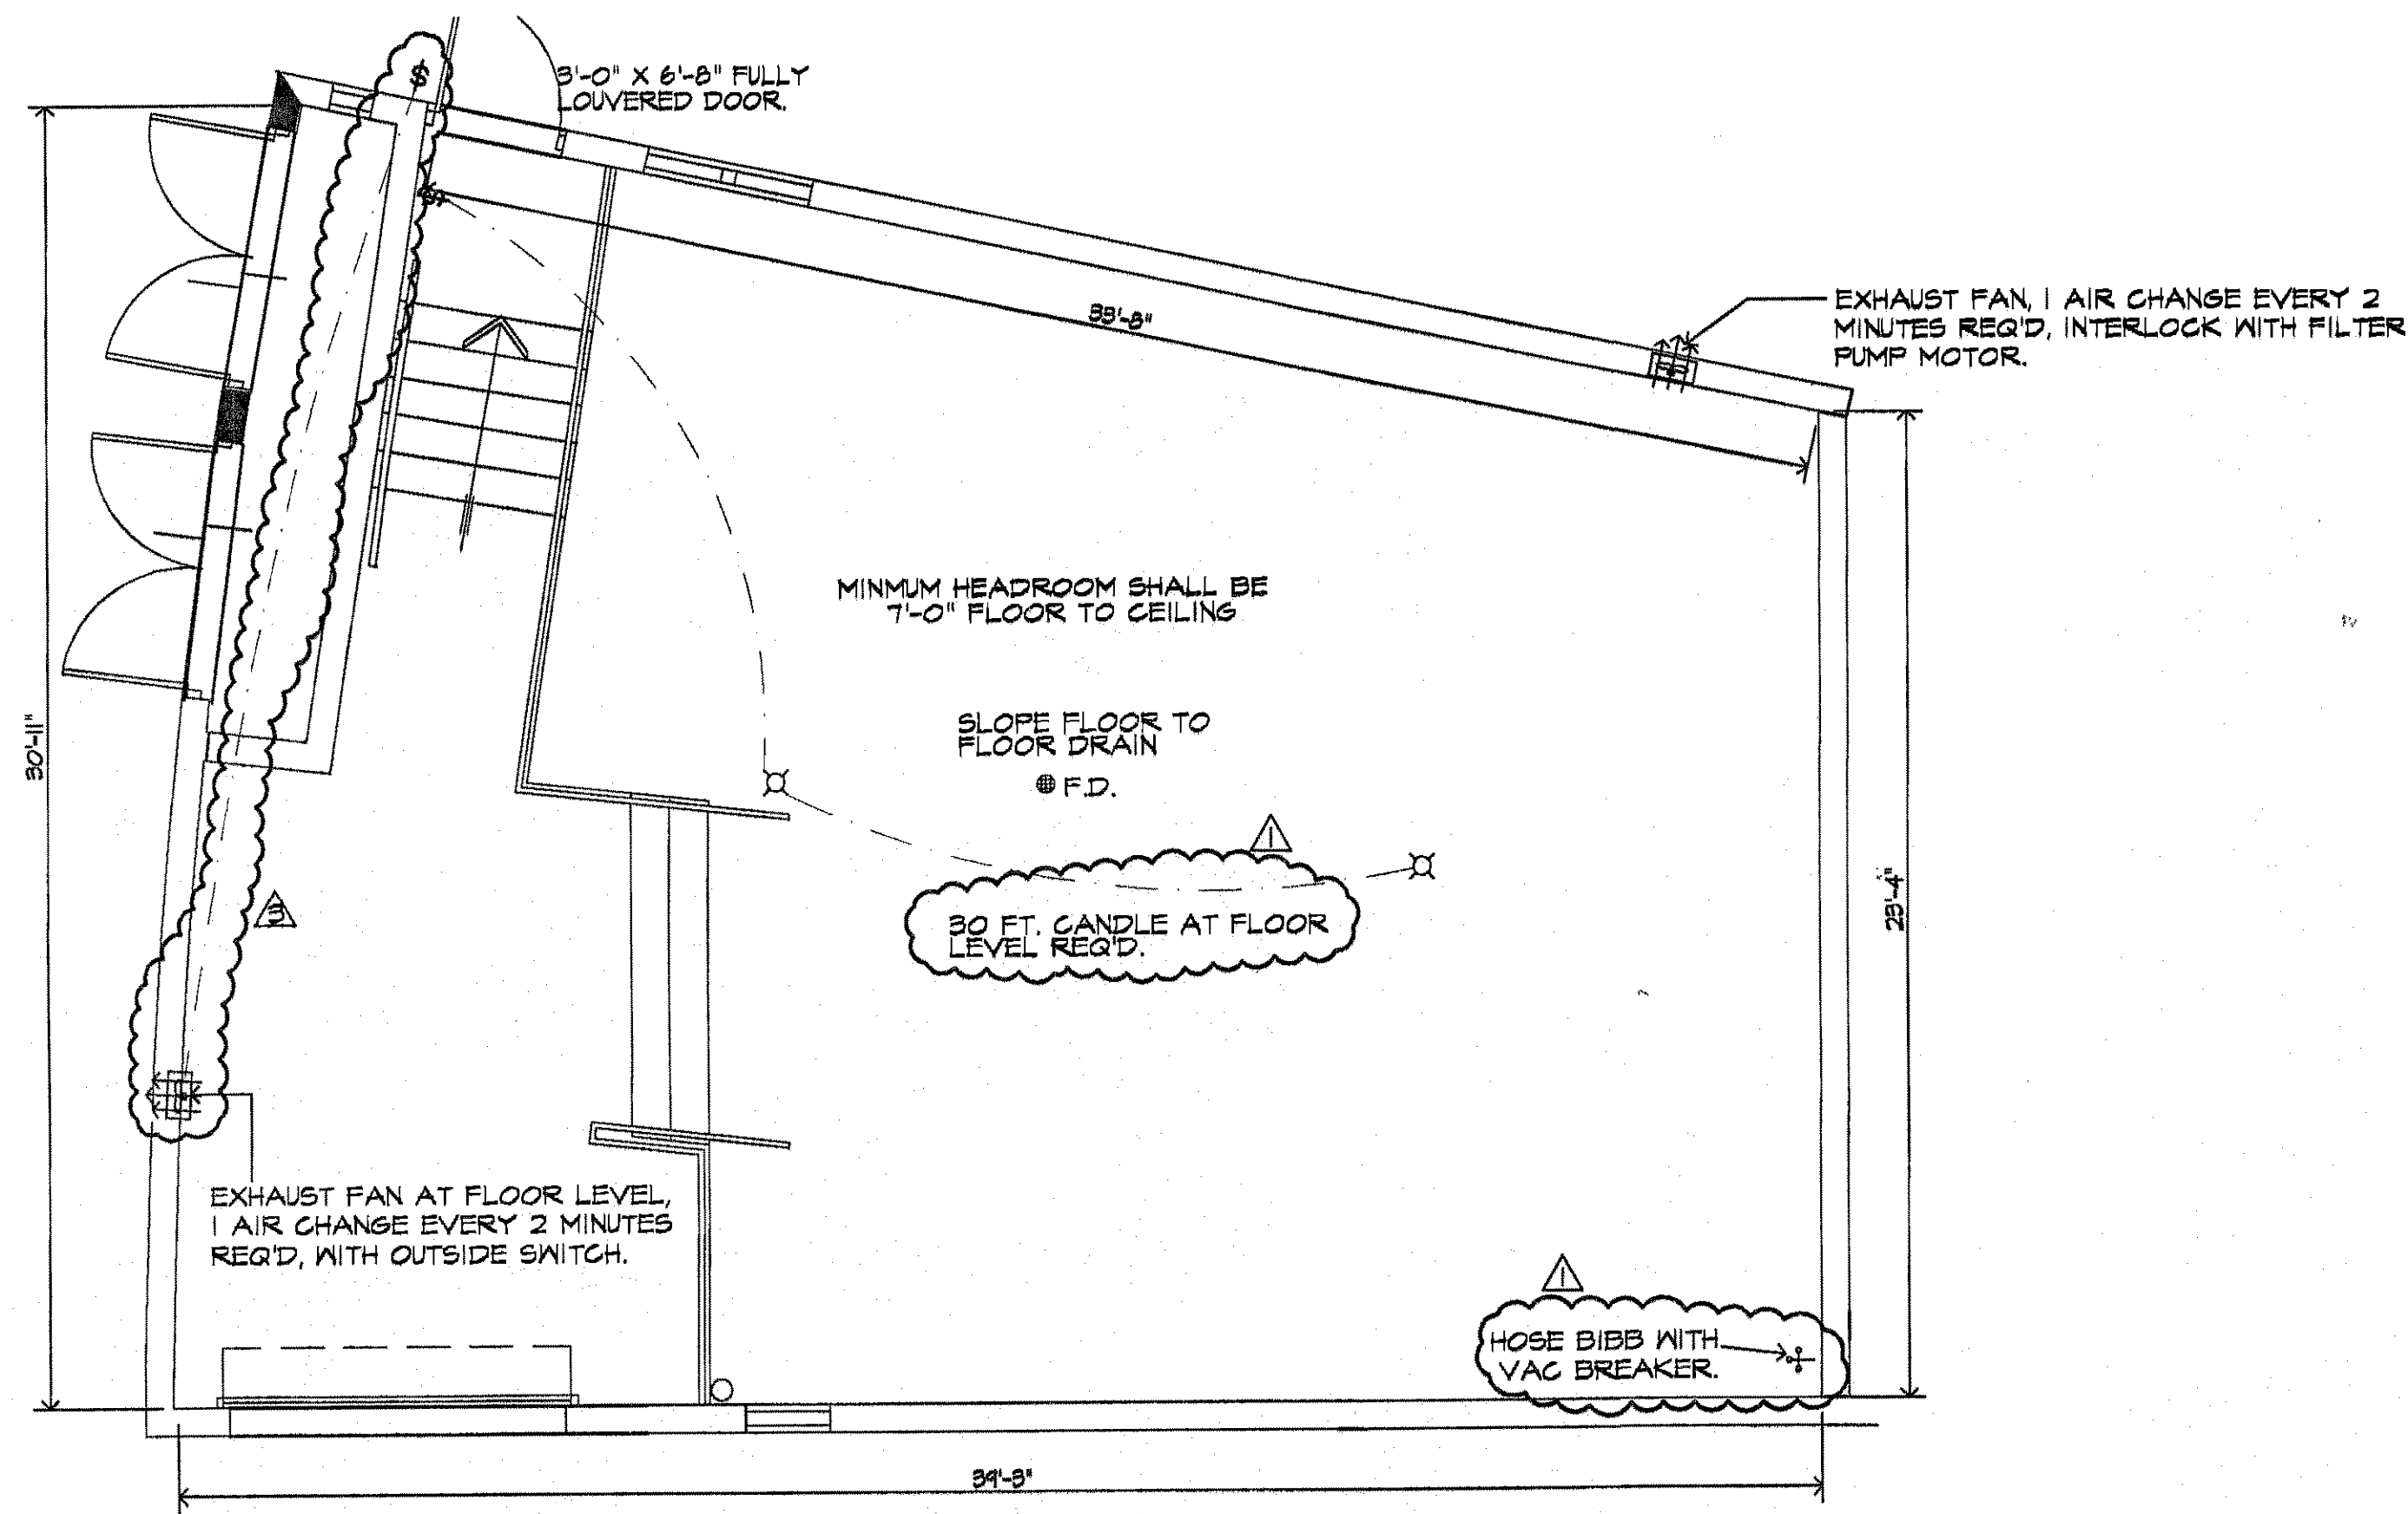 $
3'-0" X 6'-8" FULLY
LOUVERED DOOR.
EXHAUST FAN, 1 AIR CHANGE EVERY 2
MINUTES REQ'D, INTERLOCK WITH FILTER
PUMP MOTOR.
MINMUM HEADROOM SHALL BE
7'-0" FLOOR TO CEILING
SLOPE FLOOR TO
FLOOR DRAIN
F.D.
30'-11"
1
30 FT. CANDLE AT FLOOR
LEVEL REQ'D.
23'-4"
3
EXHAUST FAN AT FLOOR LEVEL,
1 AIR CHANGE EVERY 2 MINUTES
REQ'D, WITH OUTSIDE SWITCH.
1
HOSE BIBB WITH
VAC BREAKER.
39'-3"